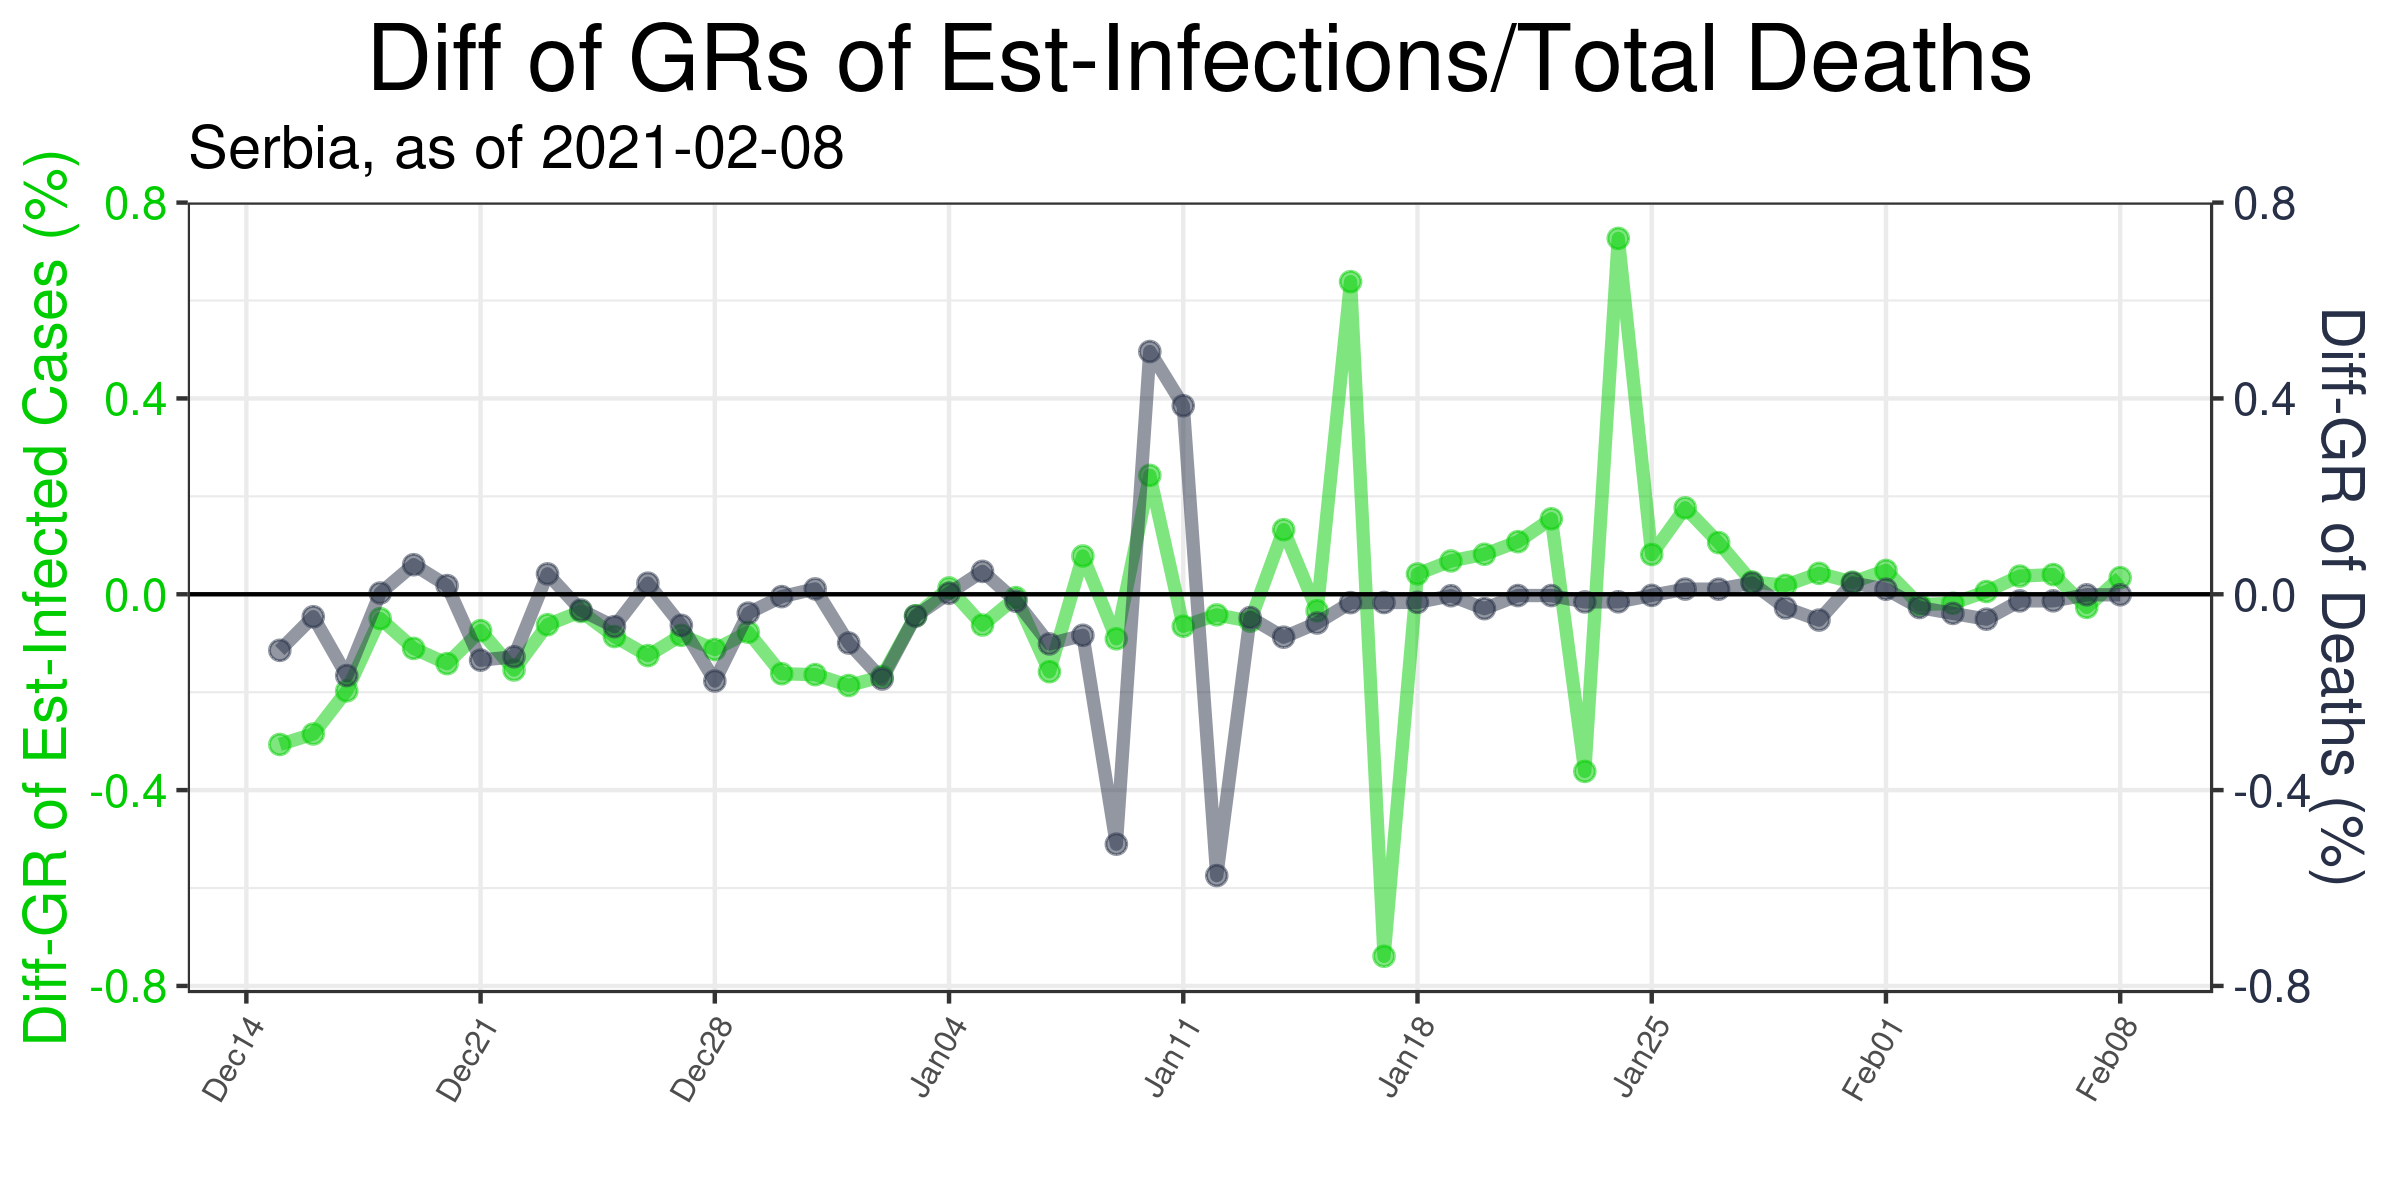 Diff of GRs of Est-Infections/Total Deaths
Serbia, as of 2021-02-08
Diff-GR of Est-Infected Cases (%)
0.8
0.4
0.0
-0.4
-0.8
0.8
0.4
0.0
-0.4
-0.8
Diff-GR of Deaths (%)
Dec14
Dec21
Dec28
Jan04
Jan11
Jan18
Jan25
Feb01
Feb08